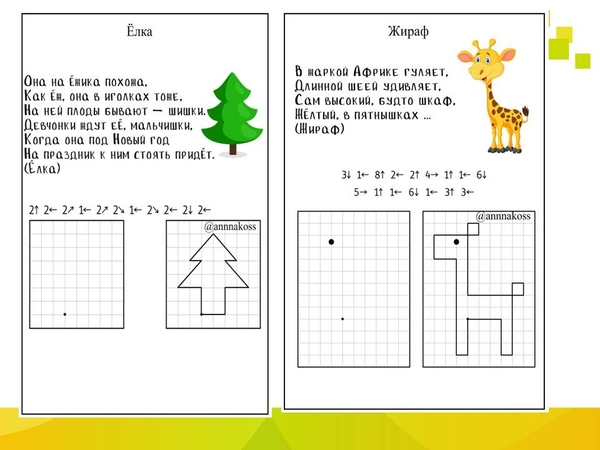 Ёлка
Она на ёжика похожа,
Как ёж, она в иголках тоже,
На ней плоды бывают – шишки.
Девчонки ждут её, мальчишки,
Когда она под Новый год
На праздник к ним стоять придёт.
(Ёлка)
2↑ 2← 2↗ 1← 2↗ 2↘ 1← 2↘ 2← 2↓ 2←
@annnakoss
Жираф
В жаркой Африке гуляет,
Длинной шеей удивляет,
Сам высокий, будто шкаф,
Жёлтый, в пятнышках ...
(Жираф)
3↓ 1← 8↑ 2← 2↑ 4→ 1↑ 1← 6↓
5→ 1↑ 1← 6↓ 1← 3↑ 3←
@annnakoss